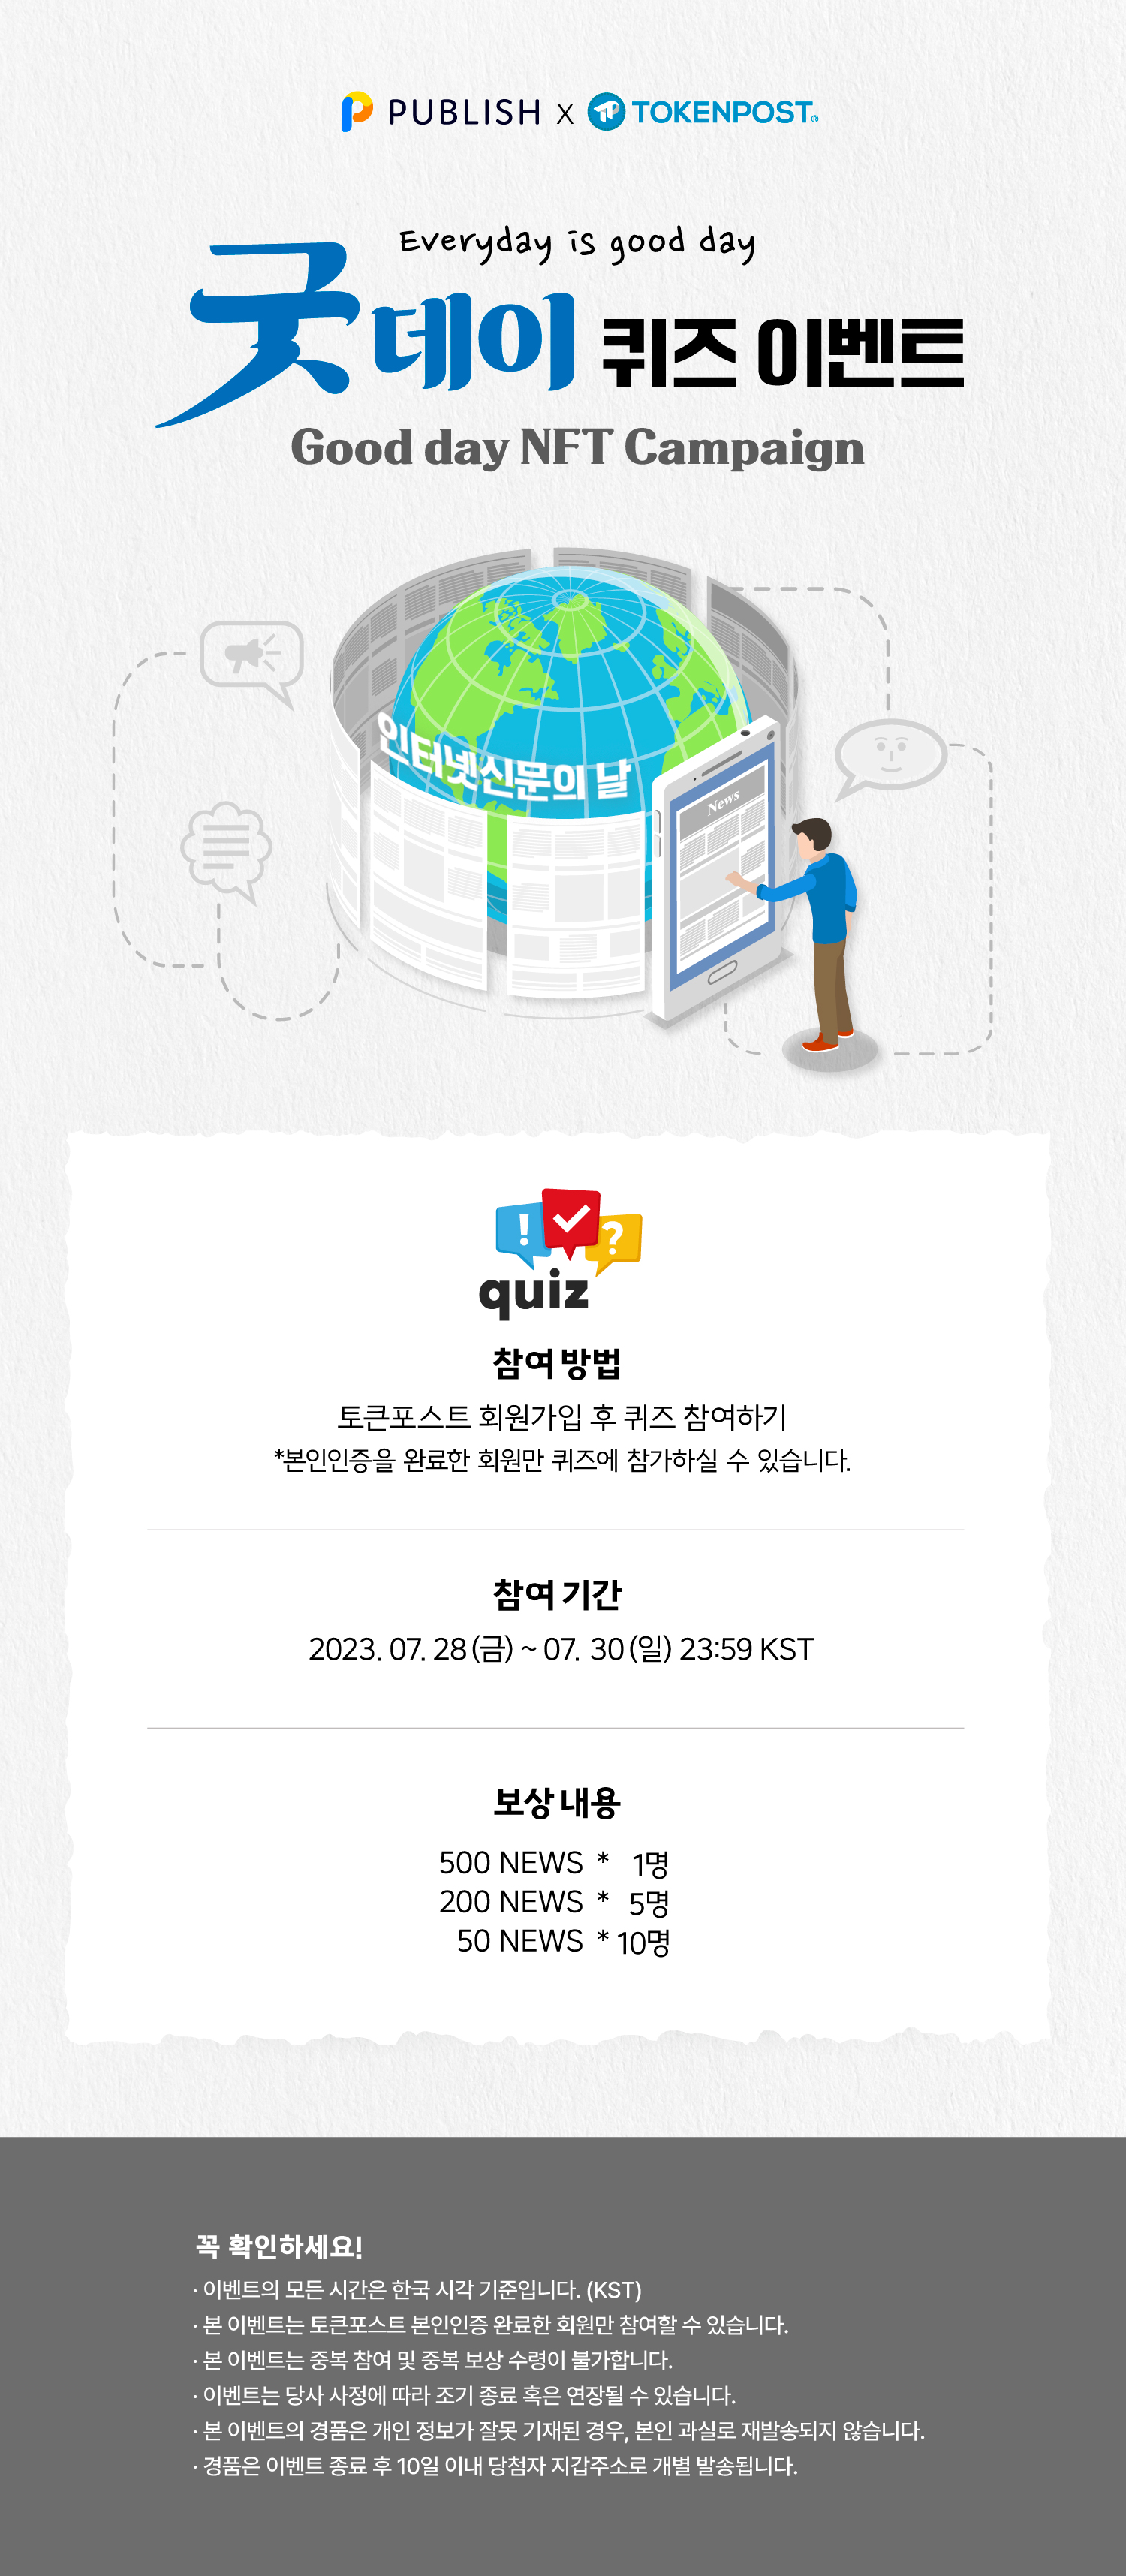 PUBLISH X TOKENPOST®
Everyday is good day
굿데이 퀴즈 이벤트
Good day NFT Campaign
인터넷신문의 날
News
! ?
quiz
참여 방법
토큰포스트 회원가입 후 퀴즈 참여하기
*본인인증을 완료한 회원만 퀴즈에 참가하실 수 있습니다.
참여 기간
2023. 07. 28(금) ~ 07. 30(일) 23:59 KST
보상 내용
500 NEWS * 1명
200 NEWS * 5명
50 NEWS * 10명
꼭 확인하세요!
· 이벤트의 모든 시간은 한국 시각 기준입니다. (KST)
· 본 이벤트는 토큰포스트 본인인증 완료한 회원만 참여할 수 있습니다.
· 본 이벤트는 중복 참여 및 중복 보상 수령이 불가합니다.
· 이벤트는 당사 사정에 따라 조기 종료 혹은 연장될 수 있습니다.
· 본 이벤트의 경품은 개인 정보가 잘못 기재된 경우, 본인 과실로 재발송되지 않습니다.
· 경품은 이벤트 종료 후 10일 이내 당첨자 지갑주소로 개별 발송됩니다.